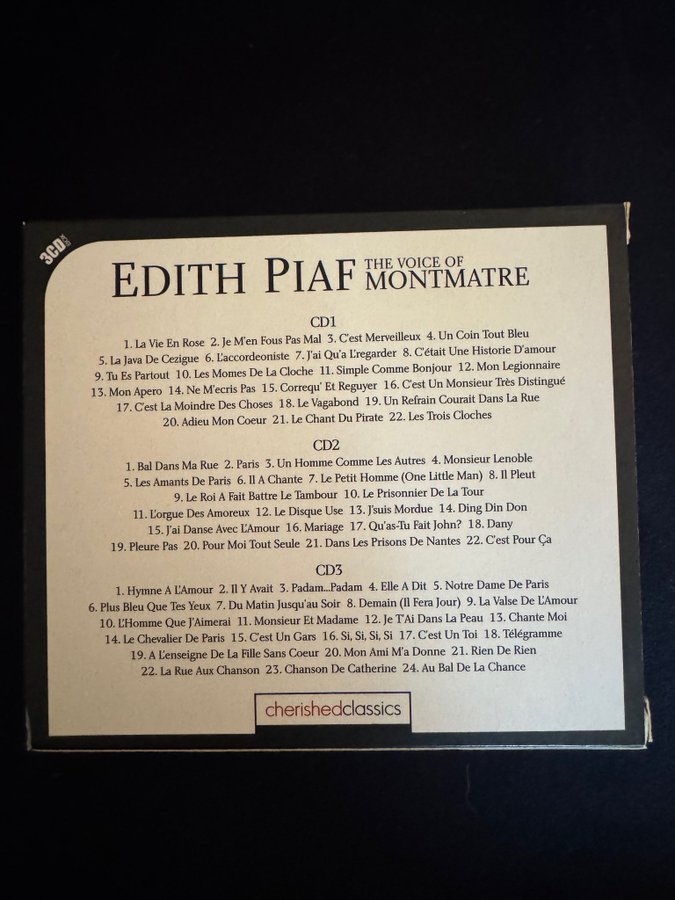 3CD SET
EDITH PIAF THE VOICE OF MONTMATRE
CD1
1. La Vie En Rose 2. Je M'en Fous Pas Mal 3. C'est Merveilleux 4. Un Coin Tout Bleu
5. La Java De Cezigue 6. L'accordeoniste 7. J'ai Qu'a L'regarder 8. C'était Une Historie D'amour
9. Tu Es Partout 10. Les Momes De La Cloche 11. Simple Comme Bonjour 12. Mon Legionnaire
13. Mon Apero 14. Ne M'ecris Pas 15. Correqu' Et Reguyer 16. C'est Un Monsieur Très Distingué
17. C'est La Moindre Des Choses 18. Le Vagabond 19. Un Refrain Courait Dans La Rue
20. Adieu Mon Coeur 21. Le Chant Du Pirate 22. Les Trois Cloches
CD2
1. Bal Dans Ma Rue 2. Paris 3. Un Homme Comme Les Autres 4. Monsieur Lenoble
5. Les Amants De Paris 6. Il A Chante 7. Le Petit Homme (One Little Man) 8. Il Pleut
9. Le Roi A Fait Battre Le Tambour 10. Le Prisonnier De La Tour
11. L'orgue Des Amoreux 12. Le Disque Use 13. J'suis Mordue 14. Ding Din Don
15. J'ai Danse Avec L'Amour 16. Mariage 17. Qu'as-Tu Fait John? 18. Dany
19. Pleure Pas 20. Pour Moi Tout Seule 21. Dans Les Prisons De Nantes 22. C'est Pour Ça
CD3
1. Hymne A L'Amour 2. Il Y Avait 3. Padam...Padam 4. Elle A Dit 5. Notre Dame De Paris
6. Plus Bleu Que Tes Yeux 7. Du Matin Jusqu'au Soir 8. Demain (Il Fera Jour) 9. La Valse De L'Amour
10. L'Homme Que J'Aimerai 11. Monsieur Et Madame 12. Je T'Ai Dans La Peau 13. Chante Moi
14. Le Chevalier De Paris 15. C'est Un Gars 16. Si, Si, Si, Si 17. C'est Un Toi 18. Télégramme
19. A L'enseigne De La Fille Sans Coeur 20. Mon Ami M'a Donne 21. Rien De Rien
22. La Rue Aux Chanson 23. Chanson De Catherine 24. Au Bal De La Chance
cherishedclassics